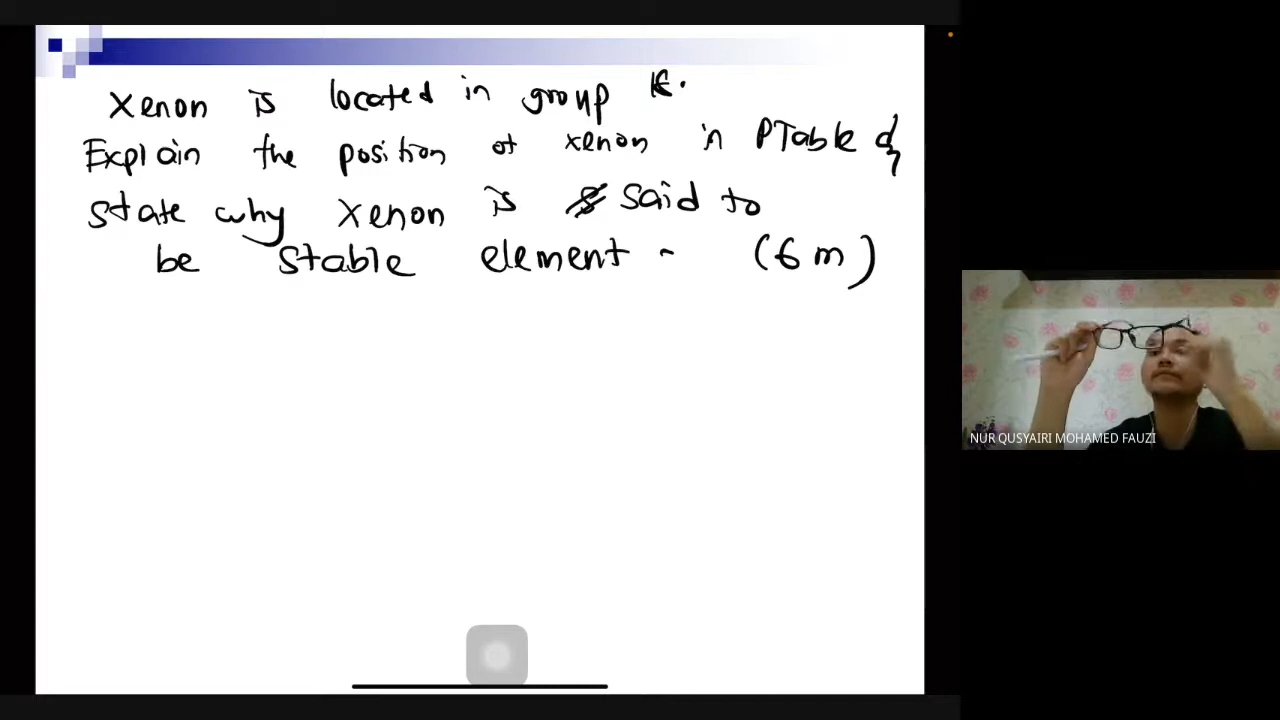 Xenon is located in group
Explain the position of xenon in PTable &
state why xenon is said to
be stable element - (6 m)
NUR QUSYAIRI MOHAMED FAUZI